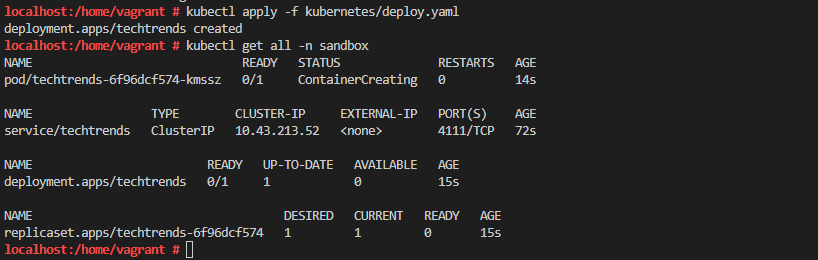 localhost:/home/vagrant # kubectl apply -f kubernetes/deploy.yaml
deployment.apps/techtrends created
localhost:/home/vagrant # kubectl get all -n sandbox
NAME                              READY   STATUS              RESTARTS   AGE
pod/techtrends-6f96dcf574-kmssz   0/1     ContainerCreating   0          14s
NAME                 TYPE        CLUSTER-IP     EXTERNAL-IP   PORT(S)    AGE
service/techtrends   ClusterIP   10.43.213.52   <none>        4111/TCP   72s
NAME                         READY   UP-TO-DATE   AVAILABLE   AGE
deployment.apps/techtrends   0/1     1            0           15s
NAME                                    DESIRED   CURRENT   READY   AGE
replicaset.apps/techtrends-6f96dcf574   1         1         0       15s
localhost:/home/vagrant #